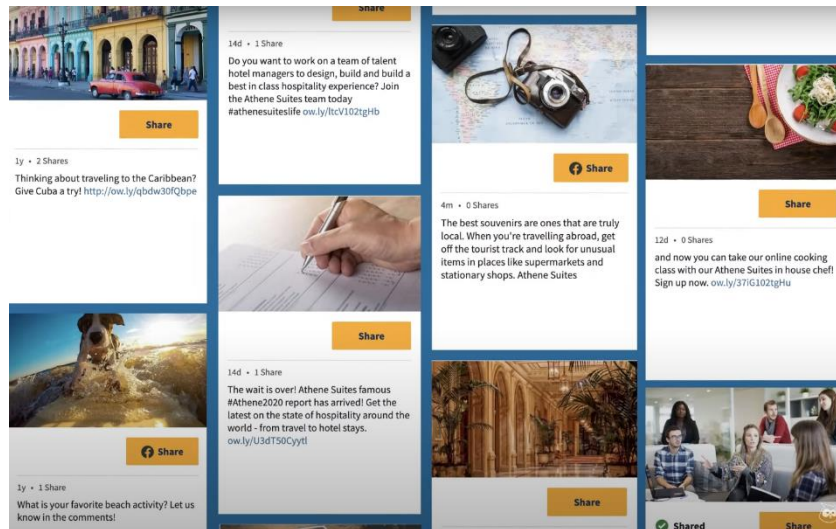 Share
1y • 2 Shares
Thinking about traveling to the Caribbean?
Give Cuba a try! http://ow.ly/qbdw30fQbpe
Share
1y • 1 Share
What is your favorite beach activity? Let us
know in the comments!
Share
14d • 1 Share
Do you want to work on a team of talent
hotel managers to design, build and build a
best in class hospitality experience? Join
the Athene Suites team today
#athenesuiteslife ow.ly/ltcV102tgHb
Share
14d • 1 Share
The wait is over! Athene Suites famous
#Athene2020 report has arrived! Get the
latest on the state of hospitality around the
world - from travel to hotel stays.
ow.ly/U3dT50Cyytl
Share
4m • 0 Shares
The best souvenirs are ones that are truly
local. When you're travelling abroad, get
off the tourist track and look for unusual
items in places like supermarkets and
stationary shops. Athene Suites
Share
Share
12d • 0 Shares
and now you can take our online cooking
class with our Athene Suites in house chef!
Sign up now. ow.ly/37iG102tgHu
Shared
Share